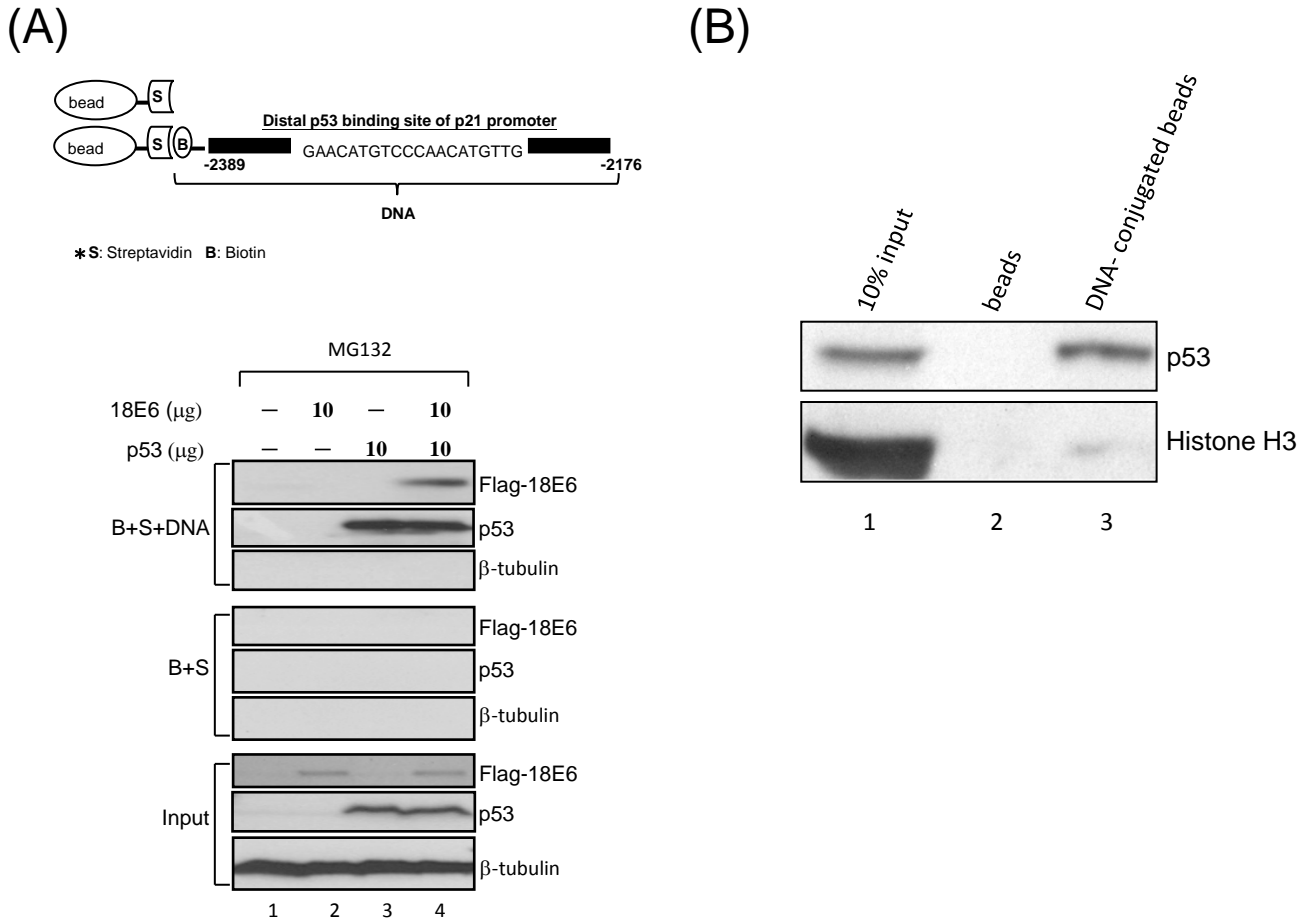 (A)
bead S
Distal p53 binding site of p21 promoter
bead S B GAACATGTCCCAACATGTTG
-2389 -2176
DNA
*S: Streptavidin B: Biotin
MG132
18E6 (μg) – 10 – 10
p53 (μg) – – 10 10
B+S+DNA
Flag-18E6
p53
β-tubulin
B+S
Flag-18E6
p53
β-tubulin
Input
Flag-18E6
p53
β-tubulin
1 2 3 4
(B)
10% input
beads
DNA- conjugated beads
p53
Histone H3
1 2 3